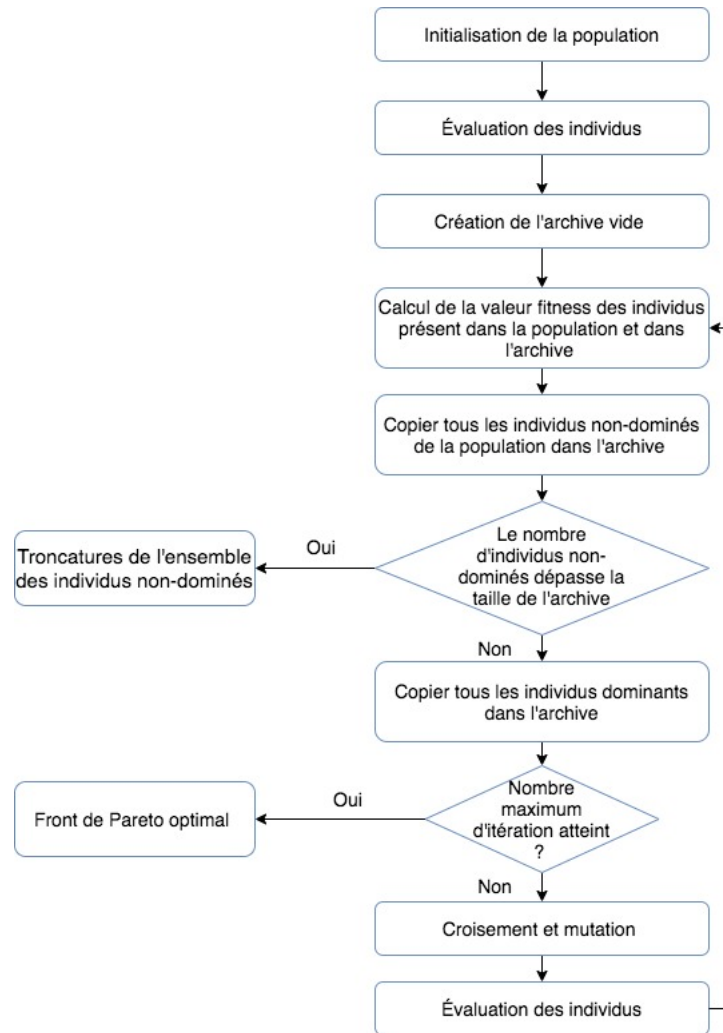 Initialisation de la population
Évaluation des individus
Création de l'archive vide
Calcul de la valeur fitness des individus
présent dans la population et dans
l'archive
Copier tous les individus non-dominés
de la population dans l'archive
Le nombre
d'individus non-
dominés dépasse la
taille de l'archive
Oui
Troncatures de l'ensemble
des individus non-dominés
Non
Copier tous les individus dominants
dans l'archive
Nombre
maximum
d'itération atteint
?
Oui
Front de Pareto optimal
Non
Croisement et mutation
Évaluation des individus